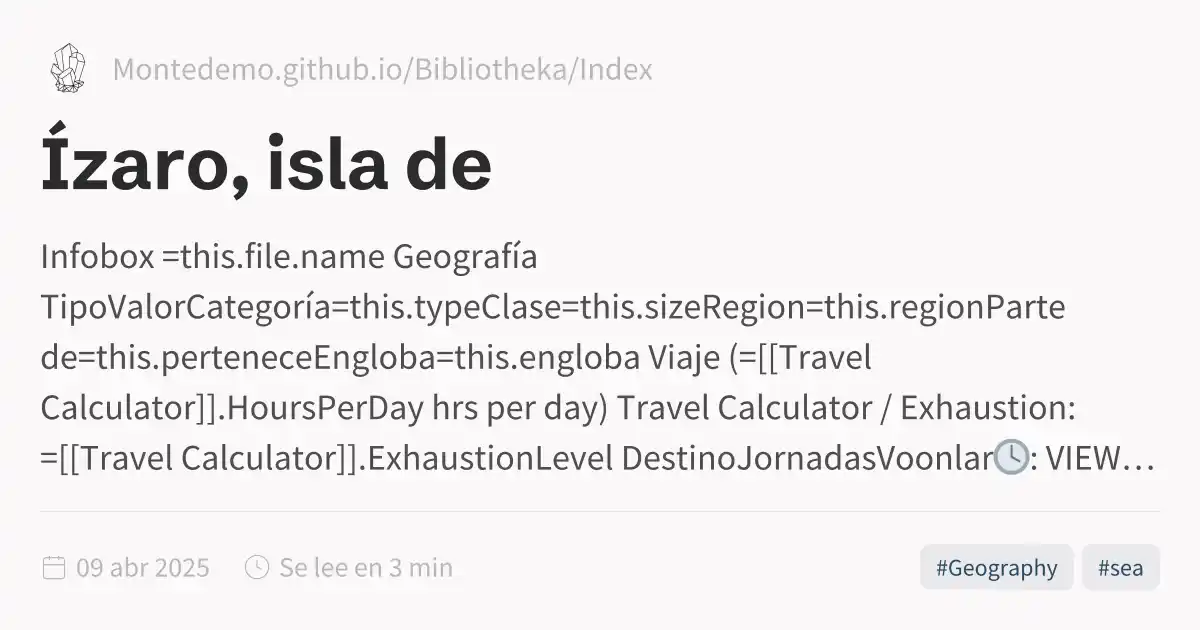 Montedemo.github.io/Bibliotheka/Index
Ízaro, isla de
Infobox =this.file.name Geografía
TipoValorCategoría=this.typeClase=this.sizeRegion=this.regionParte
de=this.perteneceEngloba=this.engloba Viaje (=[[Travel
Calculator]].HoursPerDay hrs per day) Travel Calculator / Exhaustion:
=[[Travel Calculator]].ExhaustionLevel DestinoJornadasVoonlar🕓: VIEW…
09 abr 2025 Se lee en 3 min #Geography #sea